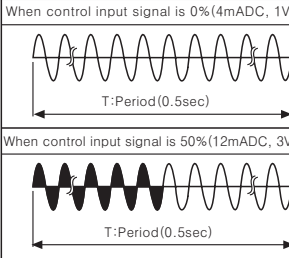 When control input signal is 0%(4mADC, 1V
T:Period(0.5sec)
When control input signal is 50%(12mADC, 3V
T:Period(0.5sec)